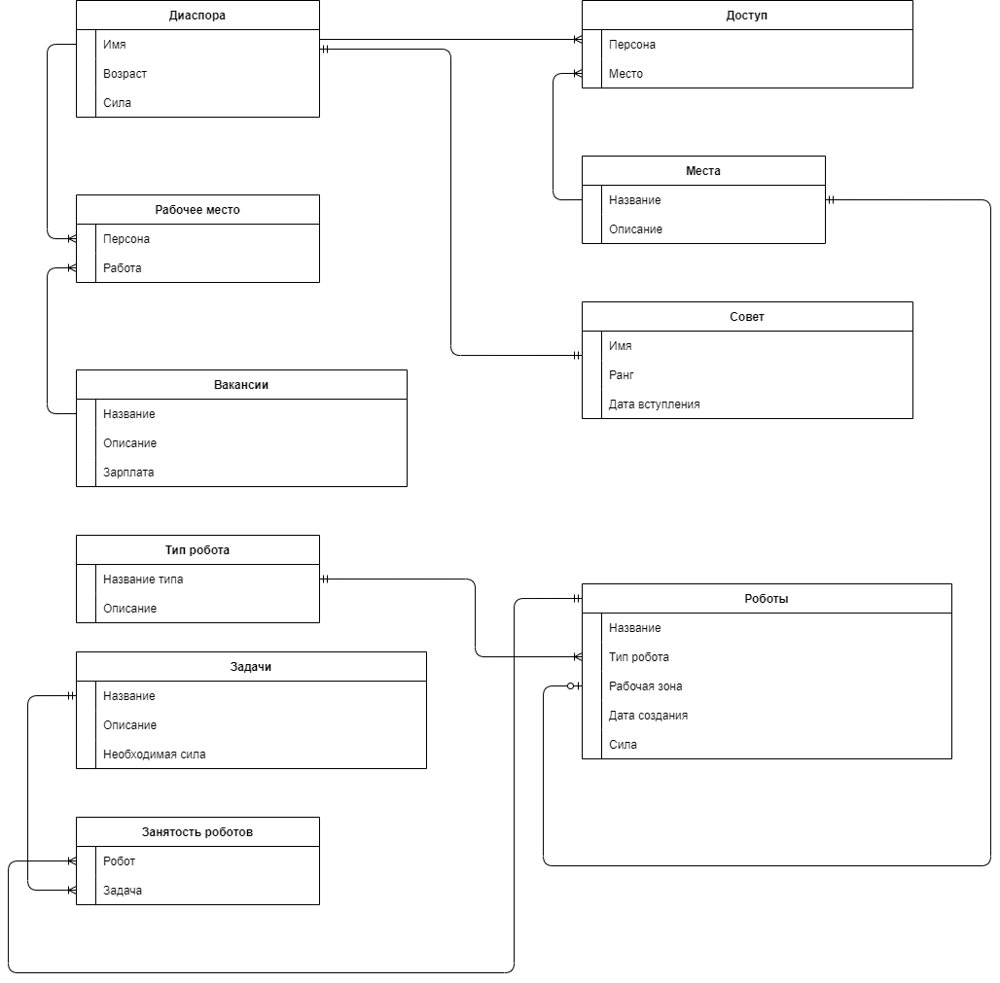 Диаспора
Имя
Возраст
Сила
Доступ
Персона
Место
Места
Название
Описание
Рабочее место
Персона
Работа
Совет
Имя
Ранг
Дата вступления
Вакансии
Название
Описание
Зарплата
Тип робота
Название типа
Описание
Роботы
Название
Тип робота
Рабочая зона
Дата создания
Сила
Задачи
Название
Описание
Необходимая сила
Занятость роботов
Робот
Задача